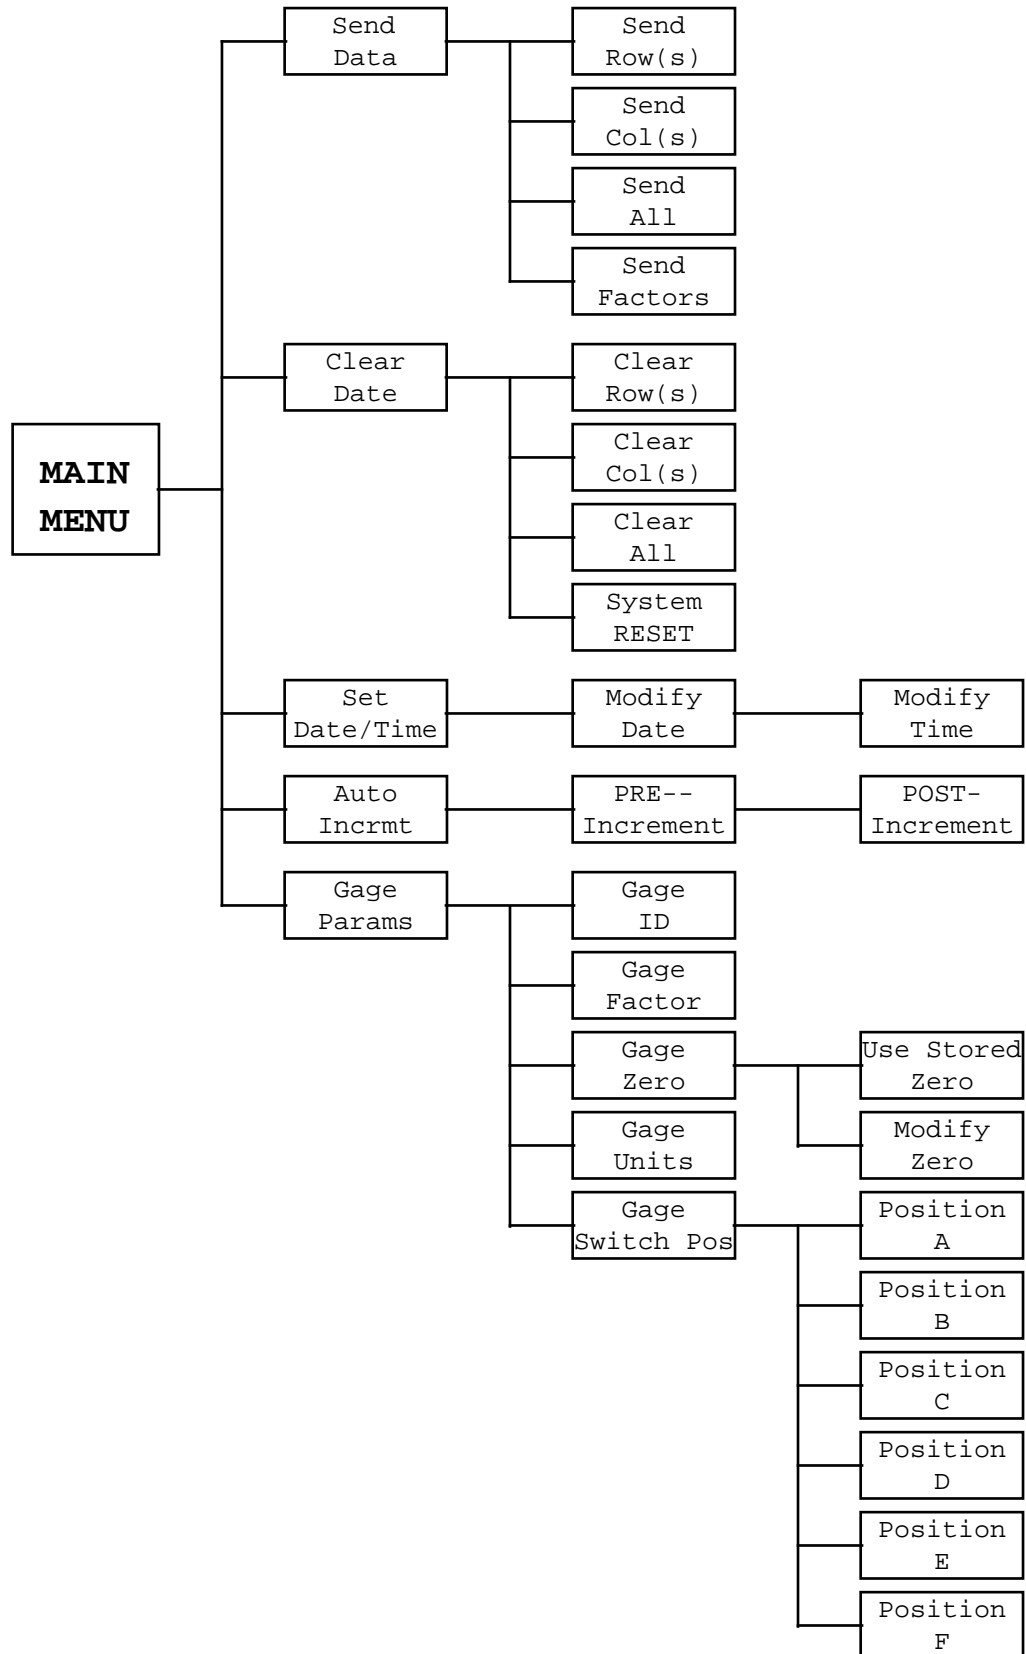 Send
Data
Send
Row(s)
Send
Col(s)
Send
All
Send
Factors
Clear
Date
Clear
Row(s)
Clear
Col(s)
Clear
All
System
RESET
MAIN
MENU
Set
Date/Time
Modify
Date
Modify
Time
Auto
Incrmt
PRE--
Increment
POST-
Increment
Gage
Params
Gage
ID
Gage
Factor
Gage
Zero
Use Stored
Zero
Modify
Zero
Gage
Units
Gage
Switch Pos
Position
A
Position
B
Position
C
Position
D
Position
E
Position
F